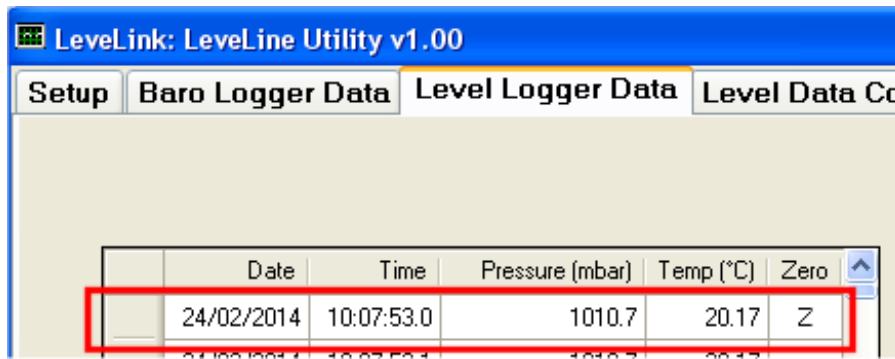 LeveLink: LeveLine Utility v1.00
Setup Baro Logger Data Level Logger Data Level Data
Date Time Pressure (mbar) Temp (°C) Zero
24/02/2014 10:07:53.0 1010.7 20.17 Z